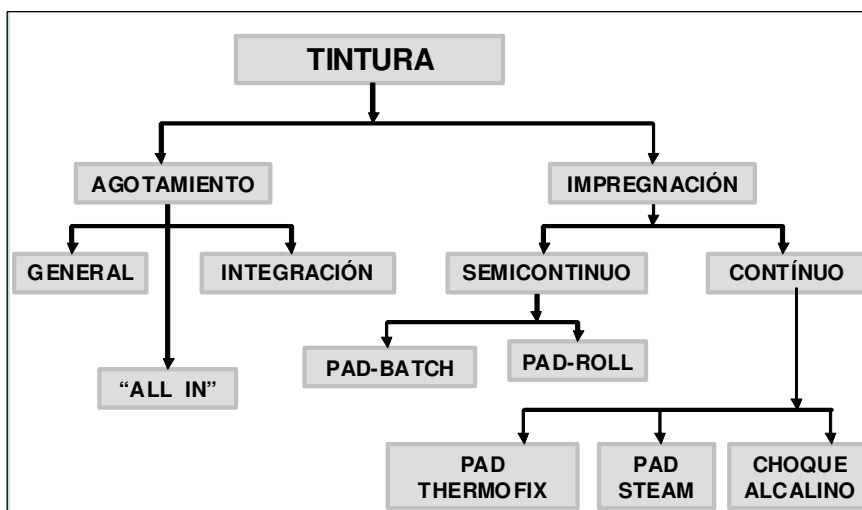 TINTURA
AGOTAMIENTO
IMPREGNACIÓN
GENERAL
INTEGRACIÓN
SEMICONTINUO
CONTÍNUO
PAD-BATCH
PAD-ROLL
“ALL IN”
PAD
THERMOFIX
PAD
STEAM
CHOQUE
ALCALINO